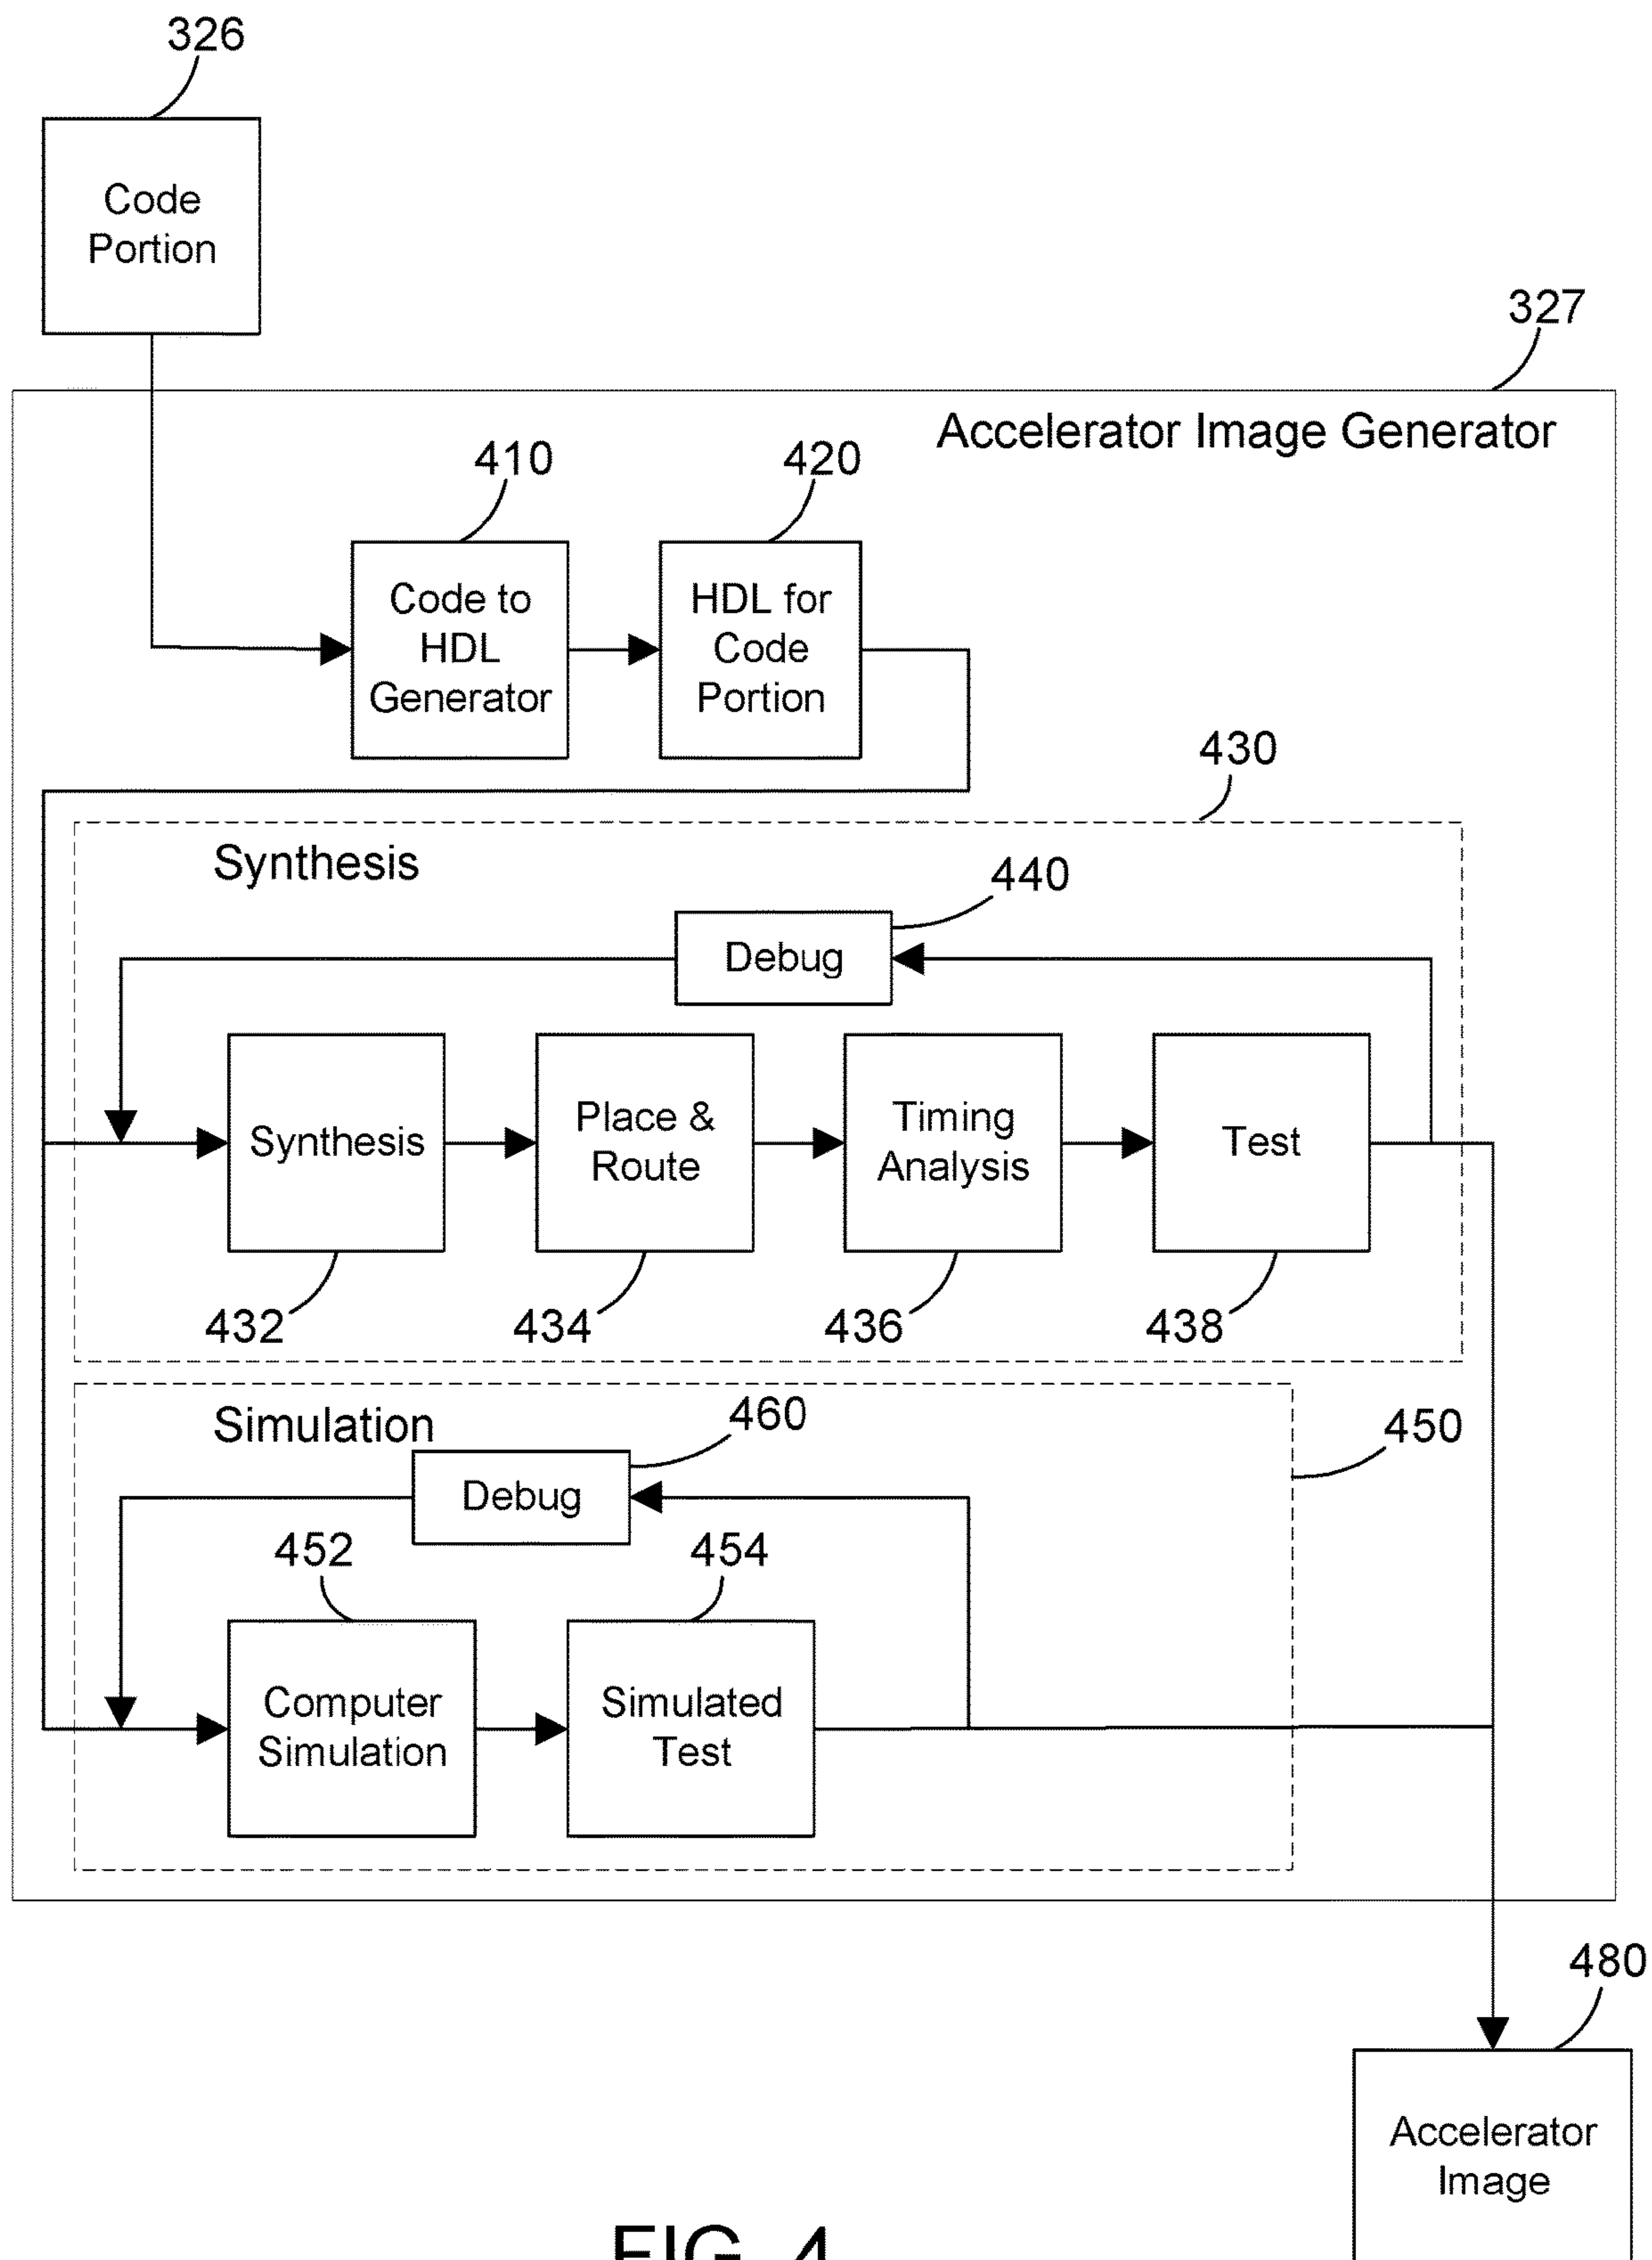 326
Code
Portion
327
Accelerator Image Generator
410
420
Code to
HDL
Generator
HDL for
Code
Portion
430
Synthesis
440
Debug
Synthesis
Place &
Route
Timing
Analysis
Test
432
434
436
438
Simulation
460
450
Debug
452
454
Computer
Simulation
Simulated
Test
480
Accelerator
Image
FIG. 4